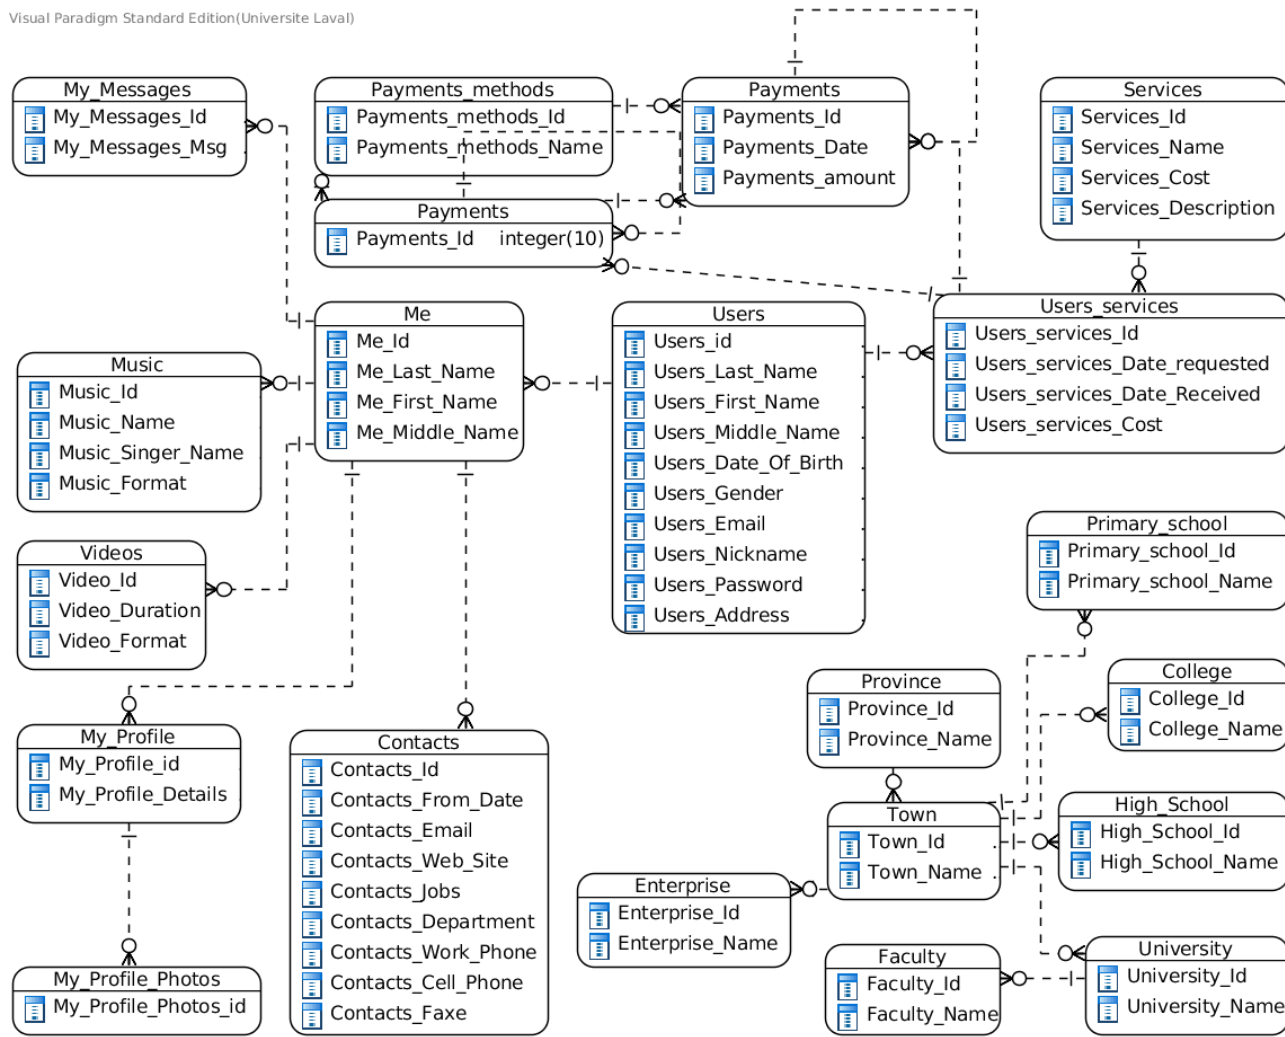 Visual Paradigm Standard Edition(Universite Laval)
My_Messages
My_Messages_Id
My_Messages_Msg
Payments_methods
Payments_methods_Id
Payments_methods_Name
Payments
Payments_Id
Payments_Date
Payments_amount
Services
Services_Id
Services_Name
Services_Cost
Services_Description
Payments
Payments_Id integer(10)
Me
Me_Id
Me_Last_Name
Me_First_Name
Me_Middle_Name
Users
Users_id
Users_Last_Name
Users_First_Name
Users_Middle_Name
Users_Date_Of_Birth
Users_Gender
Users_Email
Users_Nickname
Users_Password
Users_Address
Users_services
Users_services_Id
Users_services_Date_requested
Users_services_Date_Received
Users_services_Cost
Music
Music_Id
Music_Name
Music_Singer_Name
Music_Format
Videos
Video_Id
Video_Duration
Video_Format
Primary_school
Primary_school_Id
Primary_school_Name
College
College_Id
College_Name
Province
Province_Id
Province_Name
My_Profile
My_Profile_id
My_Profile_Details
Contacts
Contacts_Id
Contacts_From_Date
Contacts_Email
Contacts_Web_Site
Contacts_Jobs
Contacts_Department
Contacts_Work_Phone
Contacts_Cell_Phone
Contacts_Faxe
Town
Town_Id
Town_Name
High_School
High_School_Id
High_School_Name
Enterprise
Enterprise_Id
Enterprise_Name
Faculty
Faculty_Id
Faculty_Name
University
University_Id
University_Name
My_Profile_Photos
My_Profile_Photos_id